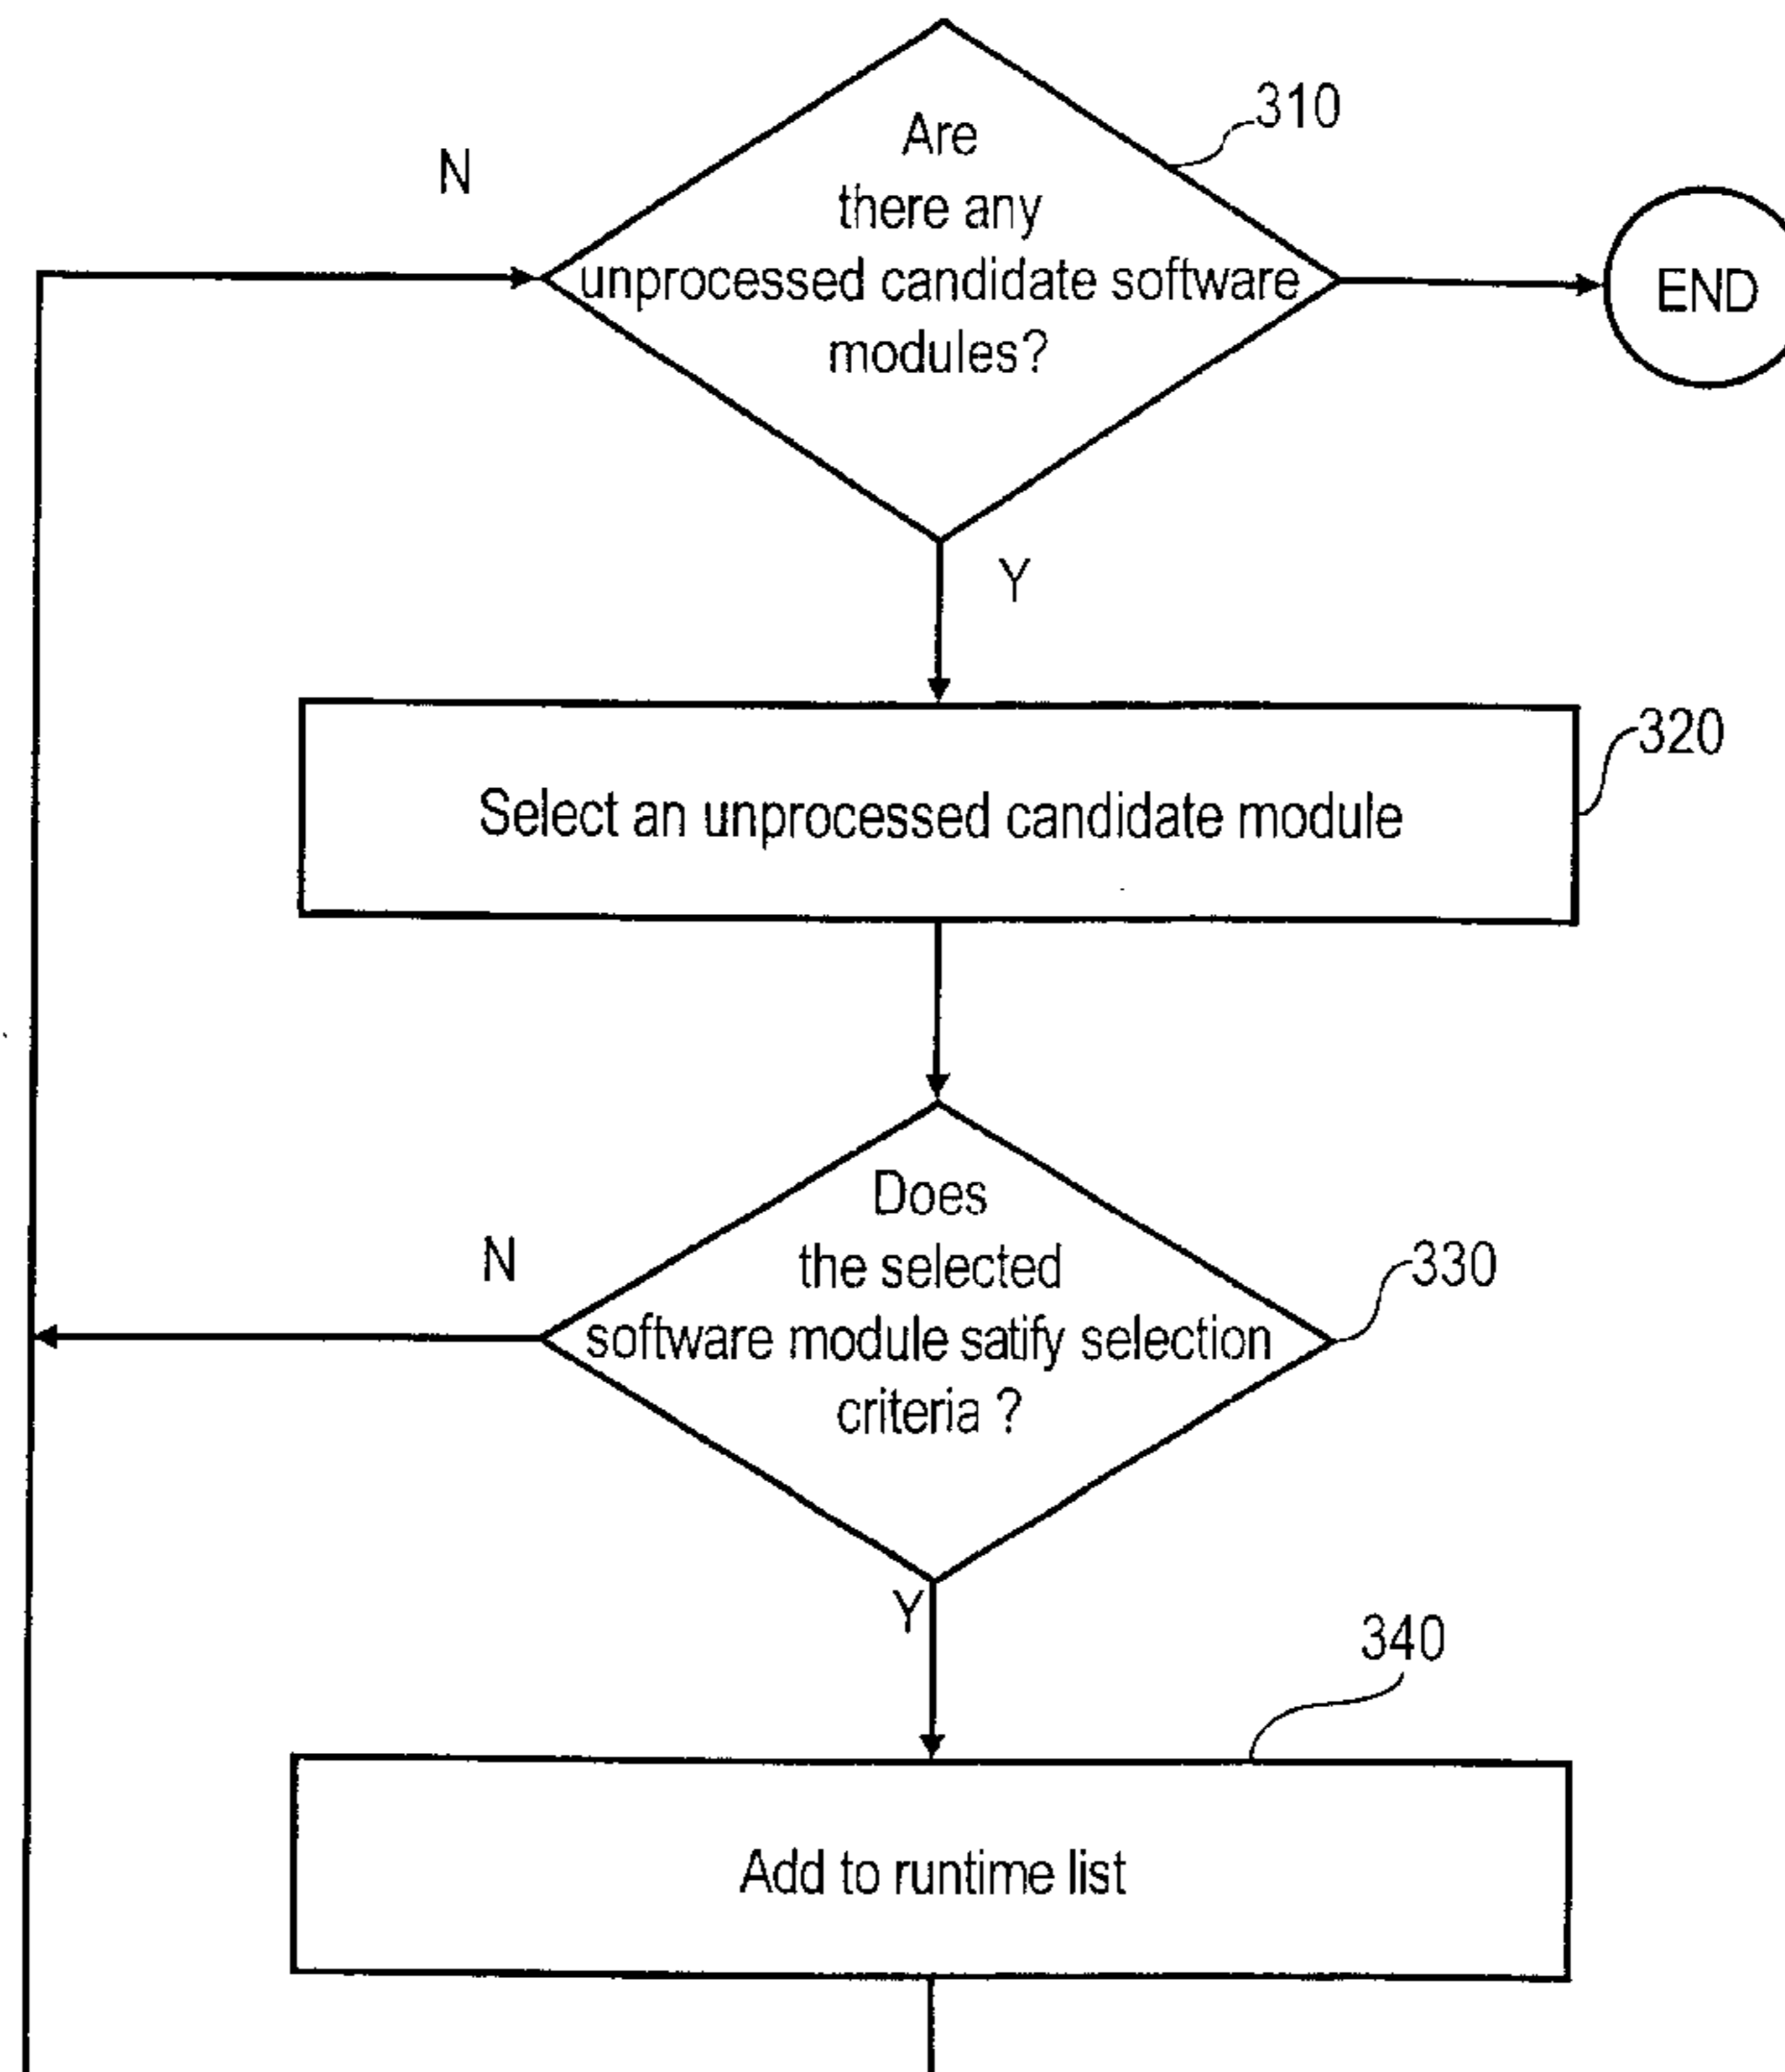 310
Are
there any
unprocessed candidate software
modules?
N
END
Y
320
Select an unprocessed candidate module
Does
the selected
software module satify selection
criteria ?
N
330
Y
340
Add to runtime list